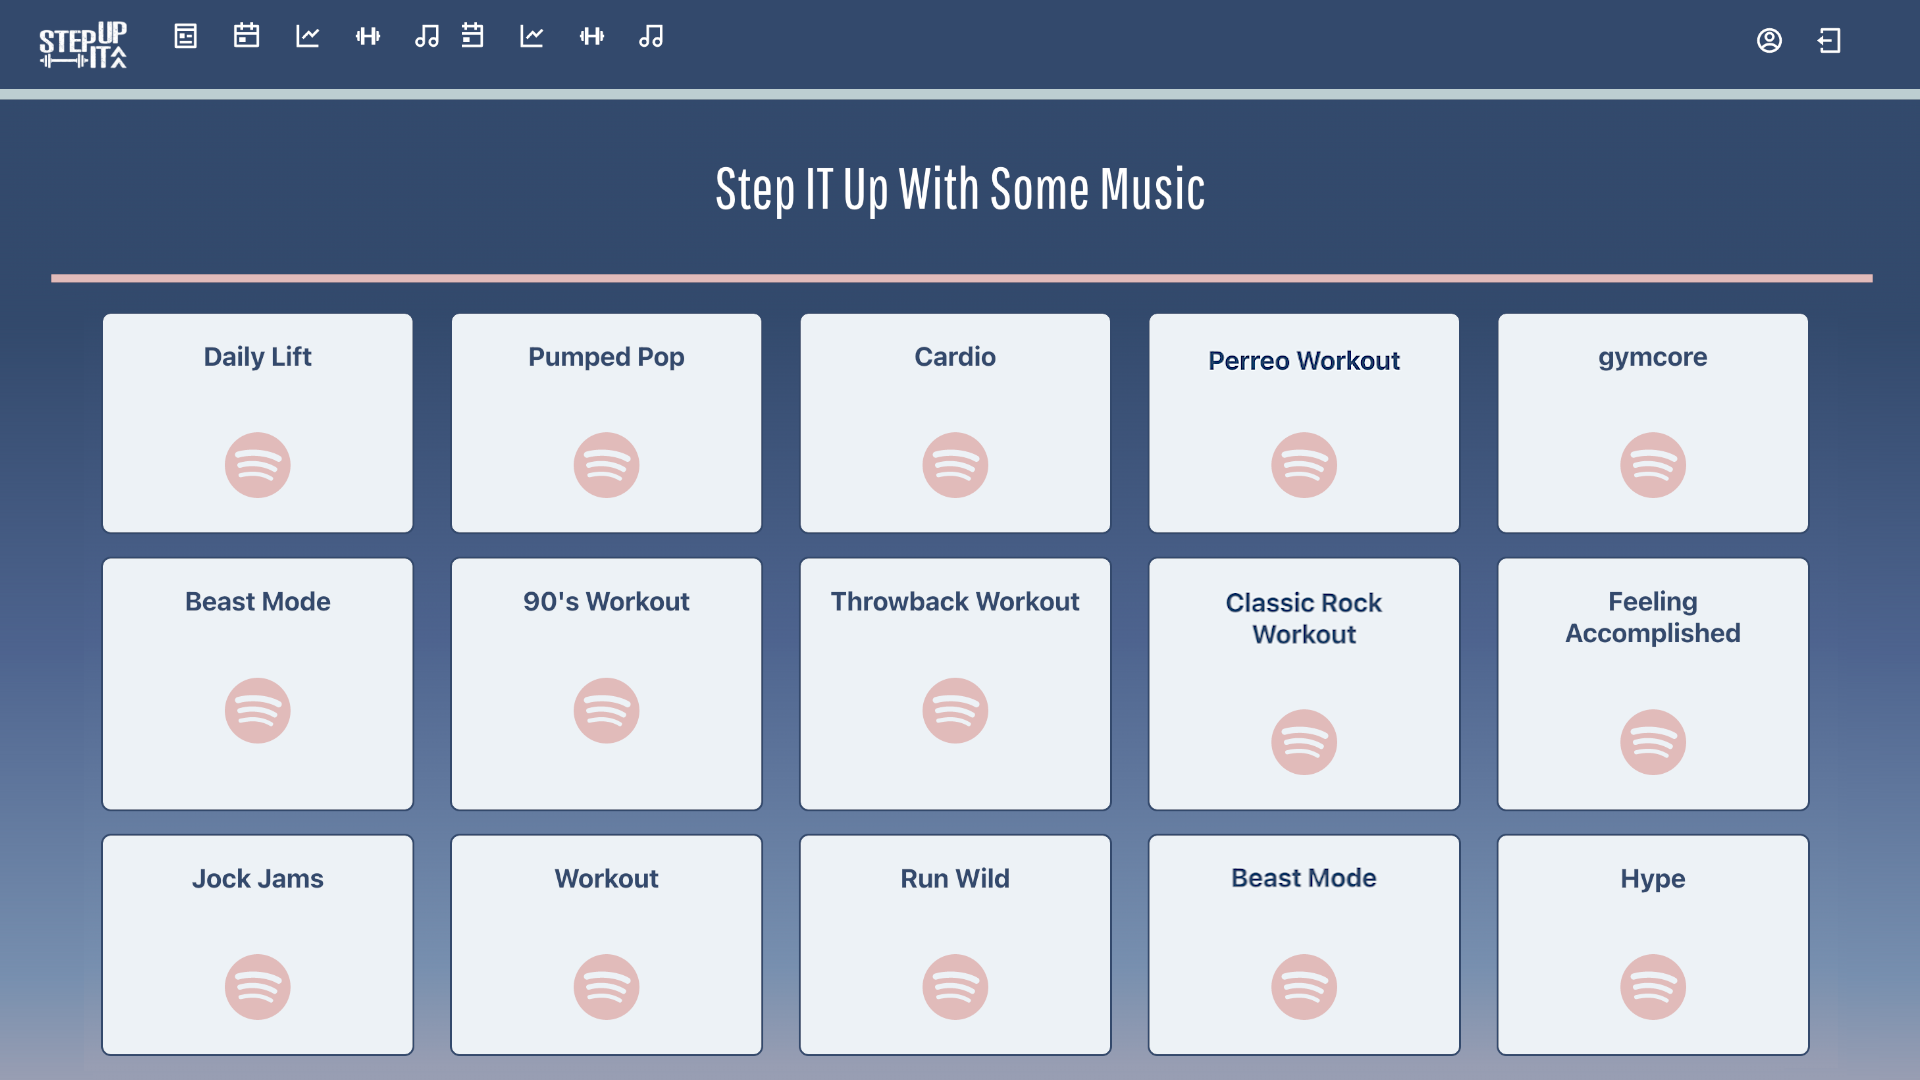 STEP UP
IT
Step IT Up With Some Music
Daily Lift
Pumped Pop
Cardio
Perreo Workout
gymcore
Beast Mode
90's Workout
Throwback Workout
Classic Rock
Workout
Feeling
Accomplished
Jock Jams
Workout
Run Wild
Beast Mode
Hype